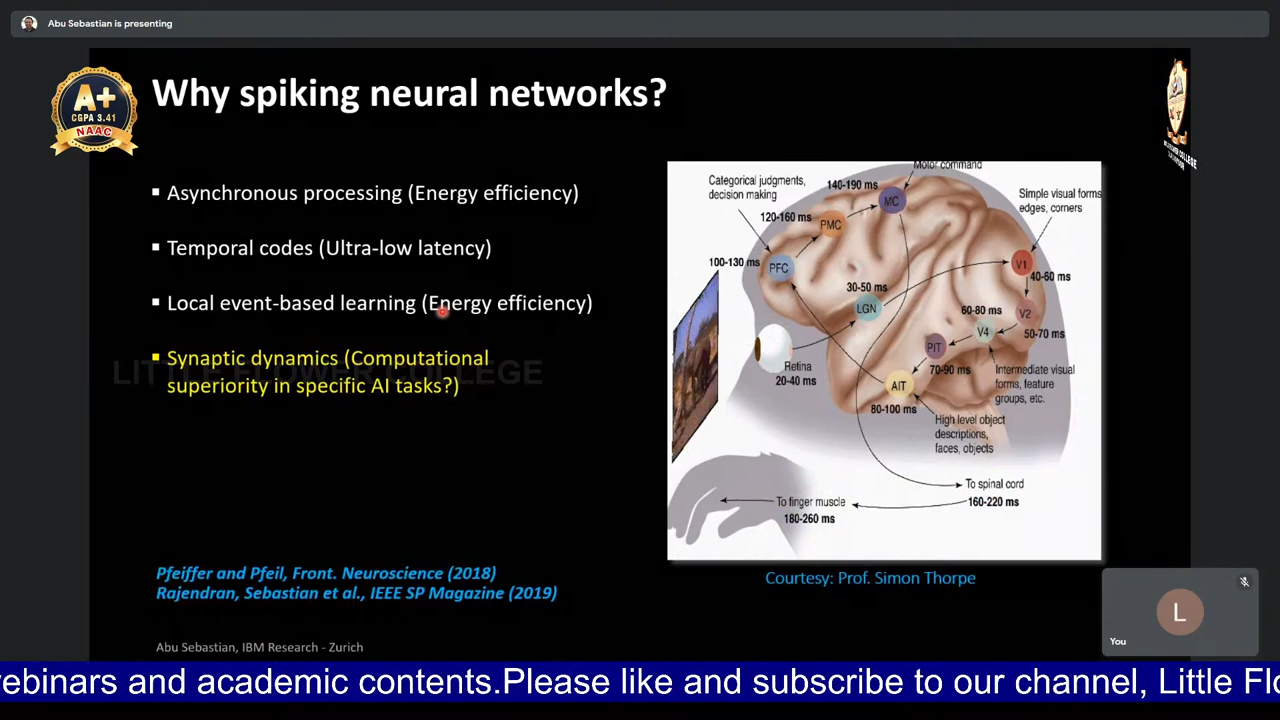 Abu Sebastian is presenting
A+
CGPA 3.41
NAAC
Why spiking neural networks?
Asynchronous processing (Energy efficiency)
Temporal codes (Ultra-low latency)
Local event-based learning (Energy efficiency)
Synaptic dynamics (Computational
superiority in specific AI tasks?)
LITTLE FLOWER COLLEGE
Motor command
Categorical judgments,
decision making
140-190 ms
MC
Simple visual forms
edges, corners
120-160 ms
PMC
100-130 ms
PFC
V1
40-60 ms
30-50 ms
LGN
60-80 ms
V2
V4
50-70 ms
PIT
Retina
20-40 ms
70-90 ms
AIT
Intermediate visual
forms, feature
groups, etc.
80-100 ms
High level object
descriptions,
faces, objects
To spinal cord
160-220 ms
To finger muscle
180-260 ms
Pfeiffer and Pfeil, Front. Neuroscience (2018)
Rajendran, Sebastian et al., IEEE SP Magazine (2019)
Courtesy: Prof. Simon Thorpe
L
You
Abu Sebastian, IBM Research - Zurich
ebinars and academic contents.Please like and subscribe to our channel, Little Flo